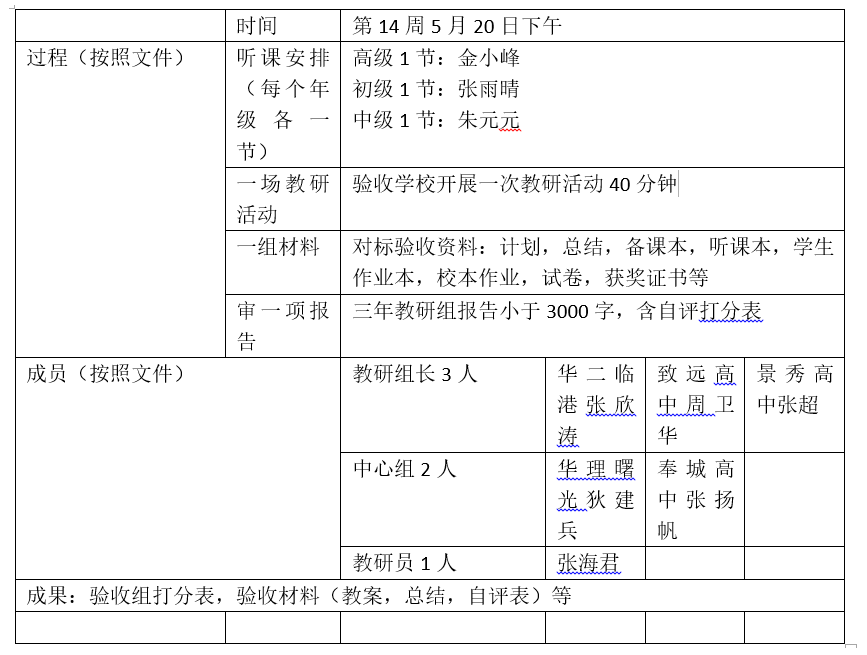 时间
第 14 周 5 月 20 日下午
过程（按照文件）
听课安排
（每个年
级各一
节）
高级 1 节：金小峰
初级 1 节：张雨晴
中级 1 节：朱元元
一场教研
活动
验收学校开展一次教研活动 40 分钟
一组材料
对标验收资料：计划，总结，备课本，听课本，学生
作业本，校本作业，试卷，获奖证书等
审一项报
告
三年教研组报告小于 3000 字，含自评打分表
成员（按照文件）
教研组长 3 人
华二临
港张欣
涛
致远高
中周卫
华
景秀高
中张超
中心组 2 人
华理曙
光狄建
兵
奉城高
中张扬
帆
教研员 1 人
张海君
成果：验收组打分表，验收材料（教案，总结，自评表）等